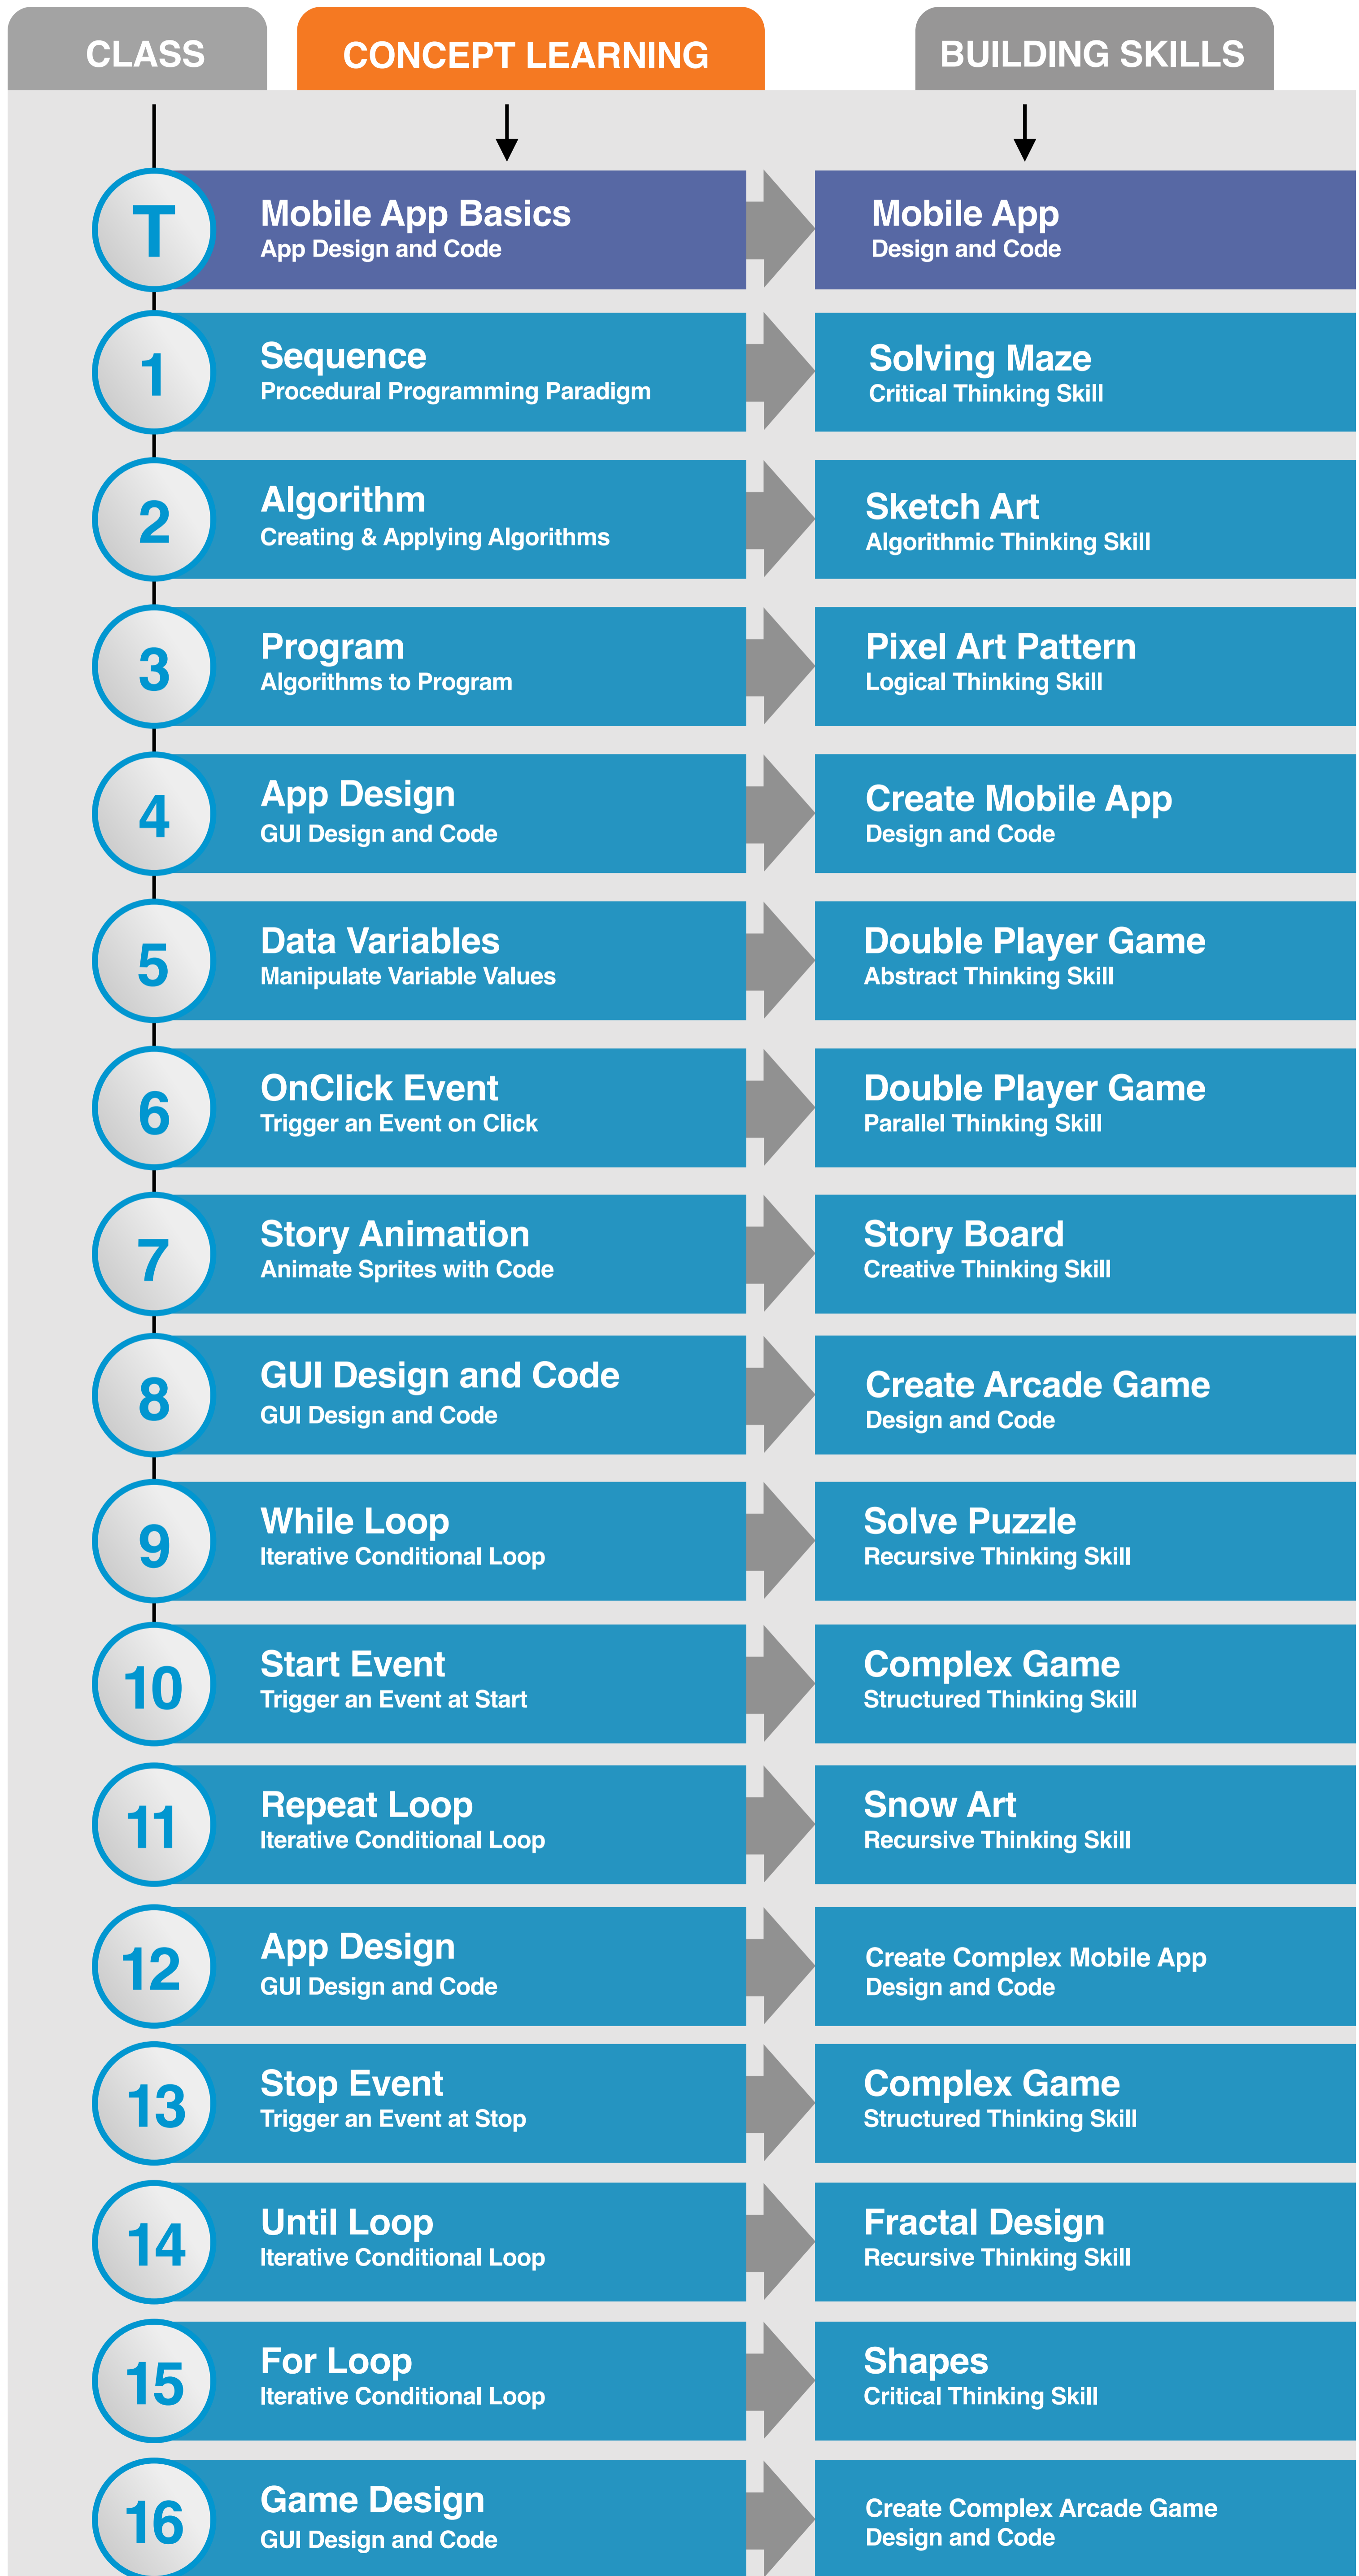 CLASS
CONCEPT LEARNING
BUILDING SKILLS
T
Mobile App Basics
App Design and Code
Mobile App
Design and Code
1
Sequence
Procedural Programming Paradigm
Solving Maze
Critical Thinking Skill
2
Algorithm
Creating & Applying Algorithms
Sketch Art
Algorithmic Thinking Skill
3
Program
Algorithms to Program
Pixel Art Pattern
Logical Thinking Skill
4
App Design
GUI Design and Code
Create Mobile App
Design and Code
5
Data Variables
Manipulate Variable Values
Double Player Game
Abstract Thinking Skill
6
OnClick Event
Trigger an Event on Click
Double Player Game
Parallel Thinking Skill
7
Story Animation
Animate Sprites with Code
Story Board
Creative Thinking Skill
8
GUI Design and Code
GUI Design and Code
Create Arcade Game
Design and Code
9
While Loop
Iterative Conditional Loop
Solve Puzzle
Recursive Thinking Skill
10
Start Event
Trigger an Event at Start
Complex Game
Structured Thinking Skill
11
Repeat Loop
Iterative Conditional Loop
Snow Art
Recursive Thinking Skill
12
App Design
GUI Design and Code
Create Complex Mobile App
Design and Code
13
Stop Event
Trigger an Event at Stop
Complex Game
Structured Thinking Skill
14
Until Loop
Iterative Conditional Loop
Fractal Design
Recursive Thinking Skill
15
For Loop
Iterative Conditional Loop
Shapes
Critical Thinking Skill
16
Game Design
GUI Design and Code
Create Complex Arcade Game
Design and Code